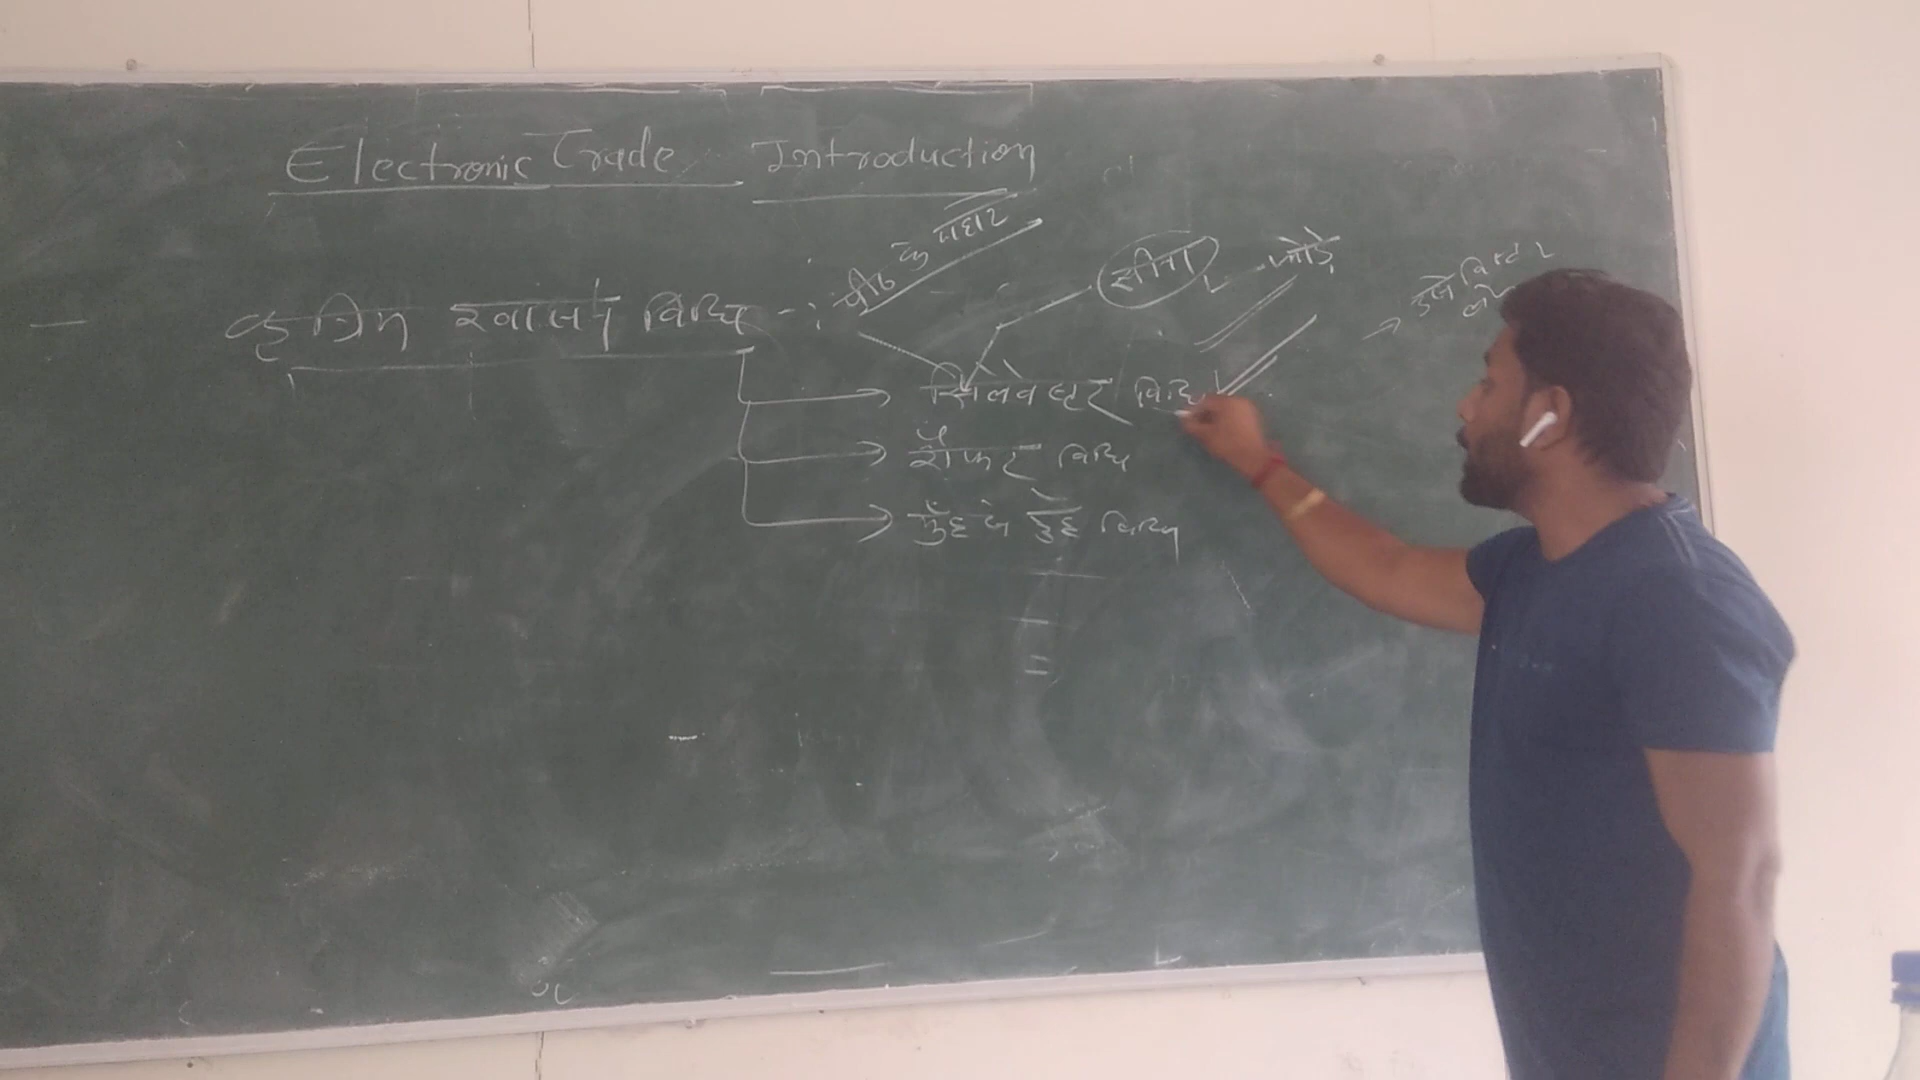 Electronic Trade Introduction
पीठ के सहारे
सीना
कृत्रिम श्वास विधि -:
सिलवेस्टर विधि
शैफर विधि
मुँह से मुँह विधि